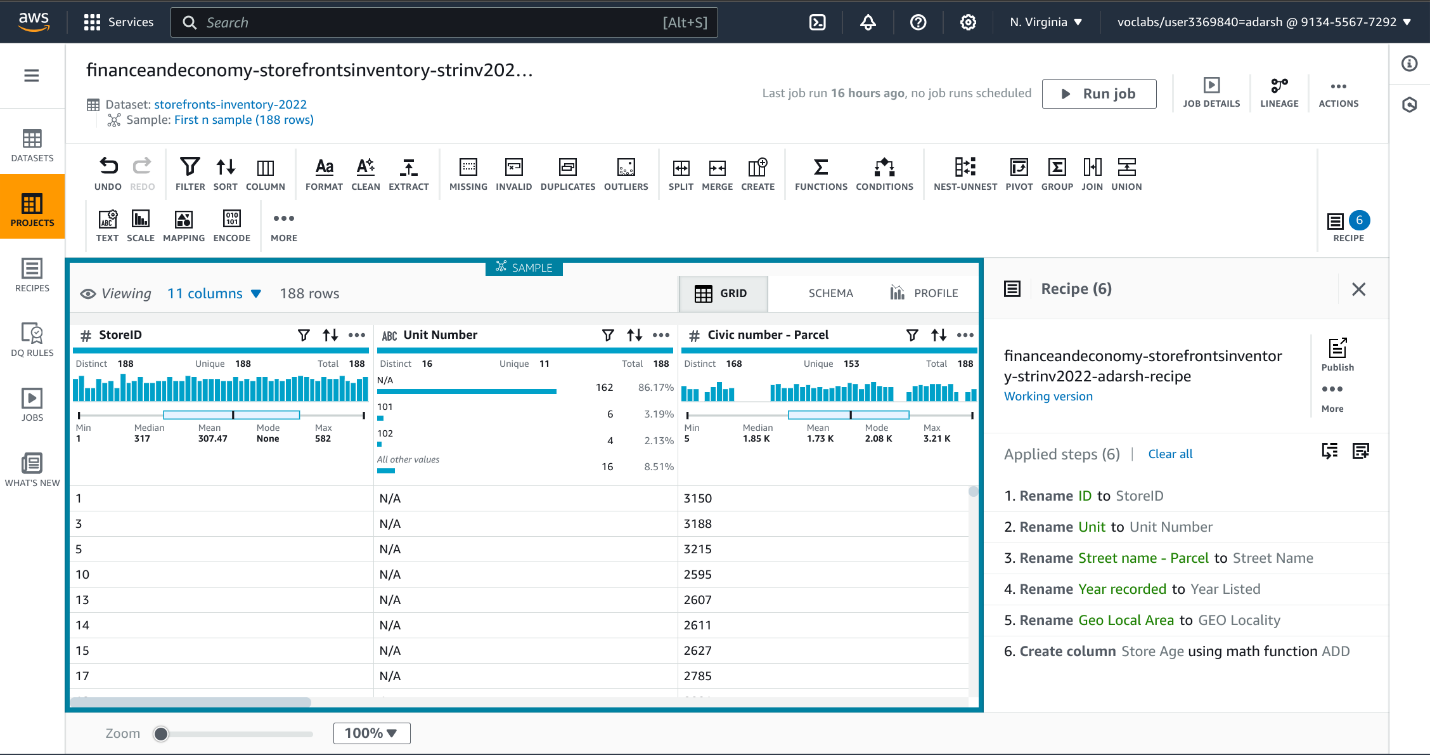 aws
Services
Search
[Alt+S]
N. Virginia
voclabs/user3369840=adarsh @ 9134-5567-7292
financeandeconomy-storefrontsinventory-strinv202...
Dataset: storefronts-inventory-2022
Sample: First n sample (188 rows)
Last job run 16 hours ago, no job runs scheduled
Run job
JOB DETAILS
LINEAGE
ACTIONS
DATASETS
PROJECTS
RECIPES
DQ RULES
JOBS
WHAT'S NEW
UNDO REDO FILTER SORT COLUMN FORMAT CLEAN EXTRACT MISSING INVALID DUPLICATES OUTLIERS SPLIT MERGE CREATE FUNCTIONS CONDITIONS NEST-UNNEST PIVOT GROUP JOIN UNION
TEXT SCALE MAPPING ENCODE MORE
6
RECIPE
SAMPLE
Viewing 11 columns 188 rows
GRID SCHEMA PROFILE
# StoreID
Distinct 188 Unique 188 Total 188
Min Median Mean Mode Max
1 317 307.47 None 582
ABC Unit Number
Distinct 16 Unique 11 Total 188
N/A 162 86.17%
101 6 3.19%
102 4 2.13%
All other values 16 8.51%
# Civic number - Parcel
Distinct 168 Unique 153 Total 188
Min Median Mean Mode Max
5 1.85 K 1.73 K 2.08 K 3.21 K
1 N/A 3150
3 N/A 3188
5 N/A 3215
10 N/A 2595
13 N/A 2607
14 N/A 2611
15 N/A 2627
17 N/A 2785
Zoom
100%
Recipe (6)
financeandeconomy-storefrontsinventor
y-strinv2022-adarsh-recipe
Working version
Publish
More
Applied steps (6) | Clear all
1. Rename ID to StoreID
2. Rename Unit to Unit Number
3. Rename Street name - Parcel to Street Name
4. Rename Year recorded to Year Listed
5. Rename Geo Local Area to GEO Locality
6. Create column Store Age using math function ADD